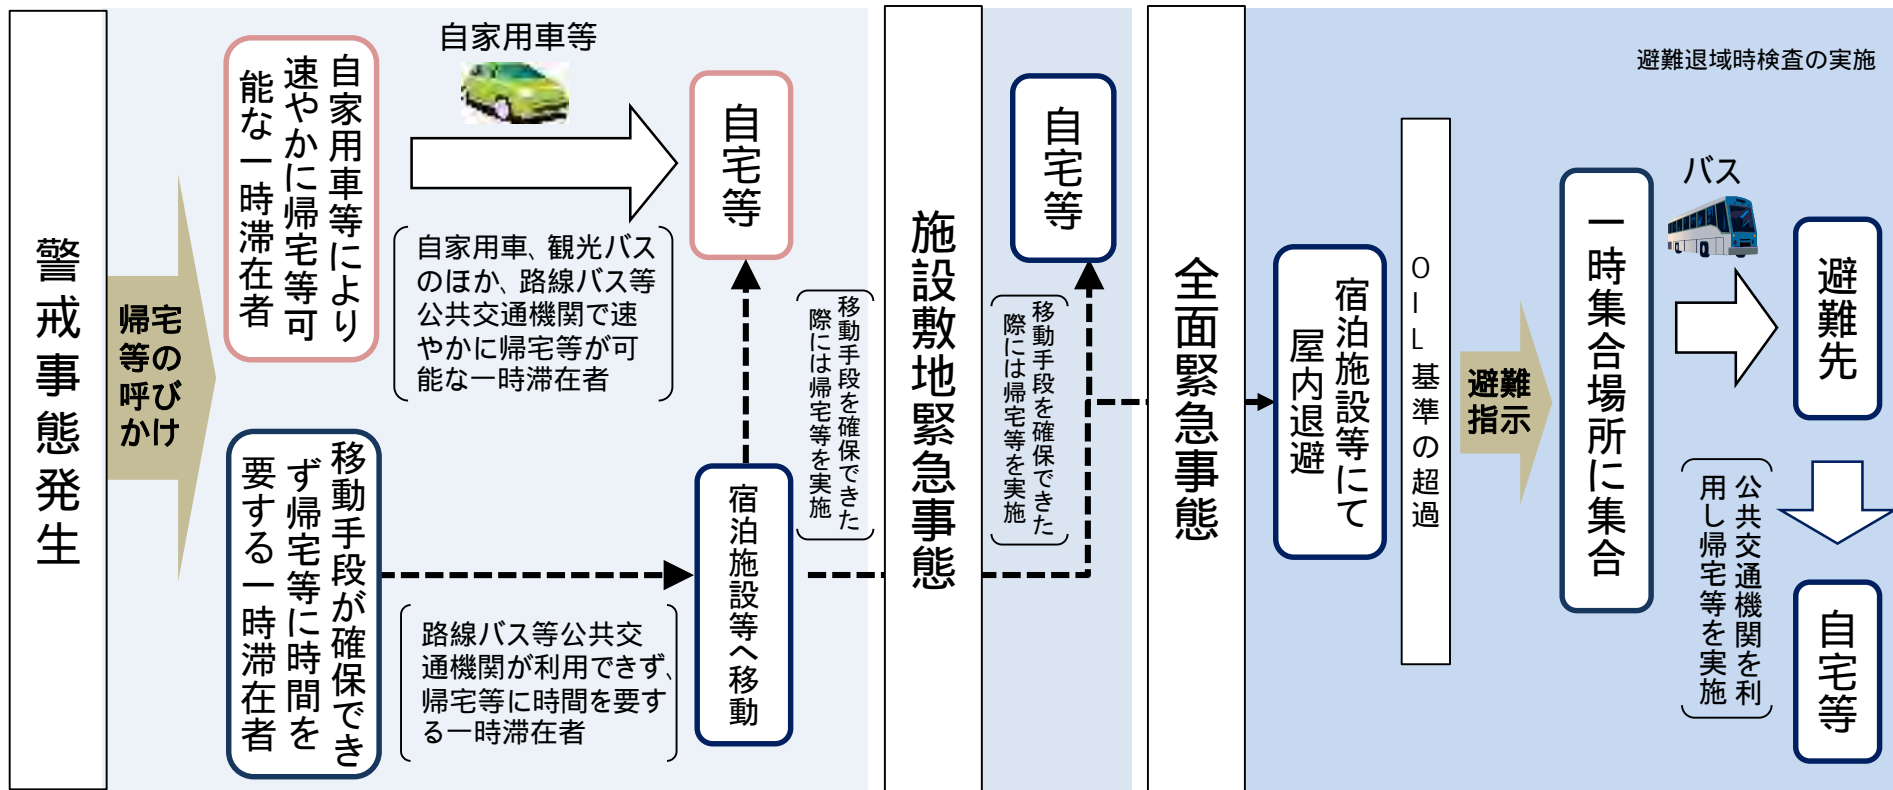 警戒事態発生
帰宅
等の
呼び
かけ
自家用車等により
速やかに帰宅等可
能な一時滞在者
自家用車等
自宅等
自家用車、観光バス
のほか、路線バス等
公共交通機関で速
やかに帰宅等が可
能な一時滞在者
移動手段が確保でき
ず帰宅等に時間を
要する一時滞在者
路線バス等公共交
通機関が利用できず、
帰宅等に時間を要す
る一時滞在者
宿泊施設等へ移動
移動手段を確保できた
際には帰宅等を実施
施設敷地緊急事態
自宅等
移動手段を確保できた
際には帰宅等を実施
全面緊急事態
避難退域時検査の実施
宿泊施設等にて
屋内退避
OIL基準の超過
避難
指示
一時集合場所に集合
バス
避難先
公共交通機関を利
用し帰宅等を実施
自宅等